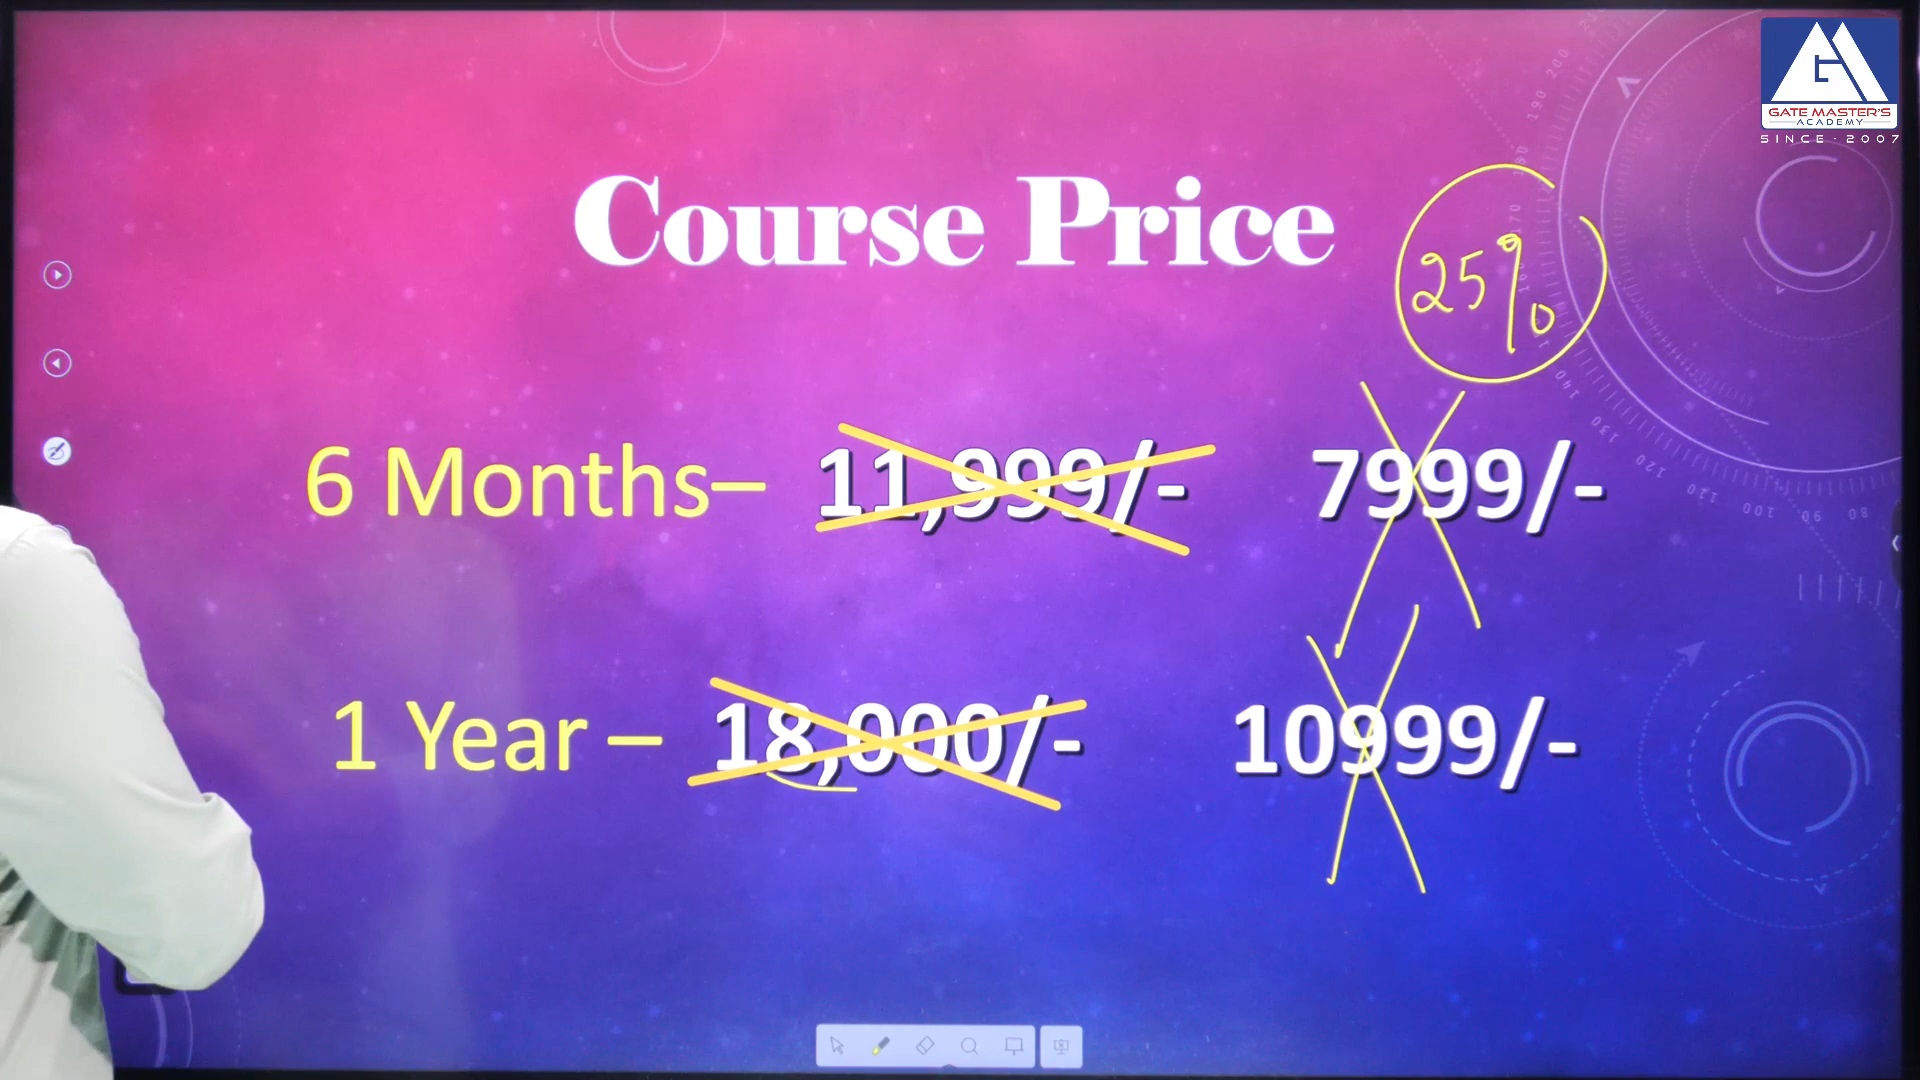 GATE MASTER'S
ACADEMY
SINCE-2007
Course Price
25%
6 Months– 11,999/- 7999/-
1 Year – 18,000/- 10999/-